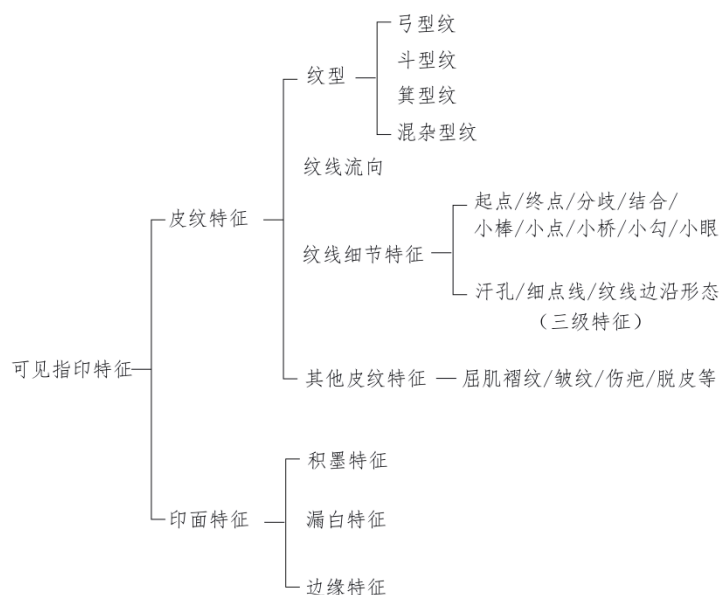 弓型纹
斗型纹
纹型
箕型纹
混杂型纹
纹线流向
皮纹特征
起点/终点/分歧/结合/
小棒/小点/小桥/小勾/小眼
纹线细节特征
汗孔/细点线/纹线边沿形态
（三级特征）
可见指印特征
其他皮纹特征
屈肌褶纹/皱纹/伤疤/脱皮等
积墨特征
印面特征
漏白特征
边缘特征